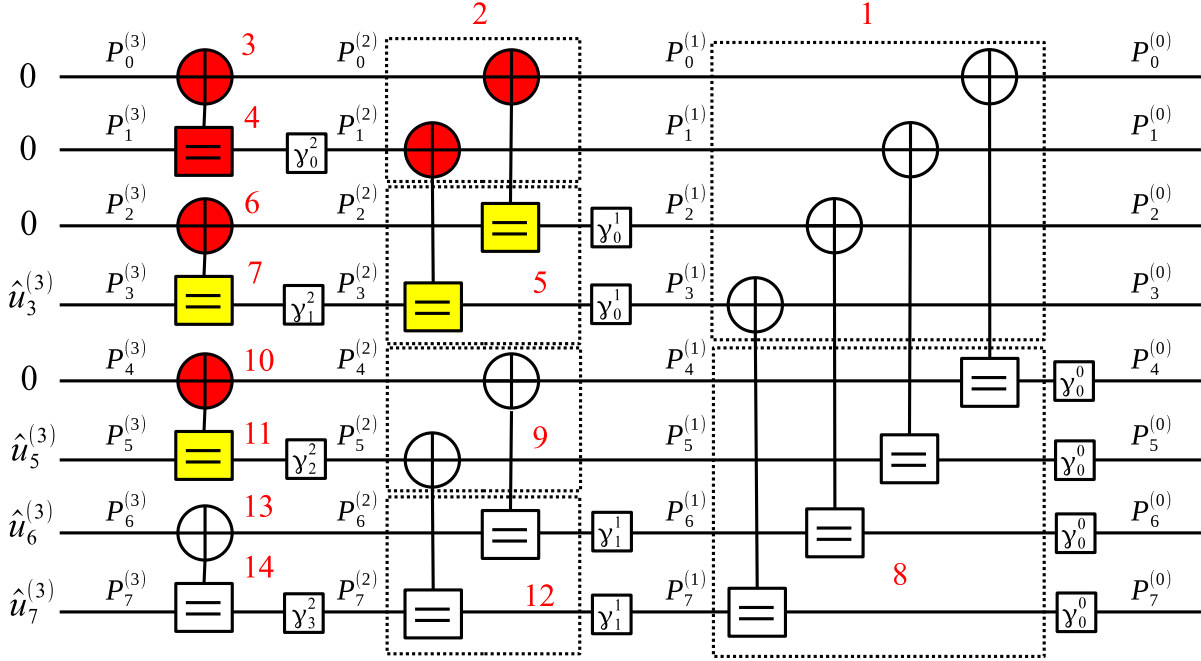 2 1
0 P_0^{(3)} 3 P_0^{(2)} P_0^{(1)} P_0^{(0)}
0 P_1^{(3)} 4 γ_0^2 P_1^{(2)} P_1^{(1)} P_1^{(0)}
0 P_2^{(3)} 6 P_2^{(2)} γ_0^1 P_2^{(1)} P_2^{(0)}
û_3^{(3)} P_3^{(3)} 7 γ_1^2 P_3^{(2)} 5 γ_0^1 P_3^{(1)} P_3^{(0)}
0 P_4^{(3)} 10 P_4^{(2)} P_4^{(1)} γ_0^0 P_4^{(0)}
û_5^{(3)} P_5^{(3)} 11 γ_2^2 P_5^{(2)} 9 P_5^{(1)} γ_0^0 P_5^{(0)}
û_6^{(3)} P_6^{(3)} 13 P_6^{(2)} γ_1^1 P_6^{(1)} γ_0^0 P_6^{(0)}
û_7^{(3)} P_7^{(3)} 14 γ_3^2 P_7^{(2)} 12 γ_1^1 P_7^{(1)} 8 γ_0^0 P_7^{(0)}